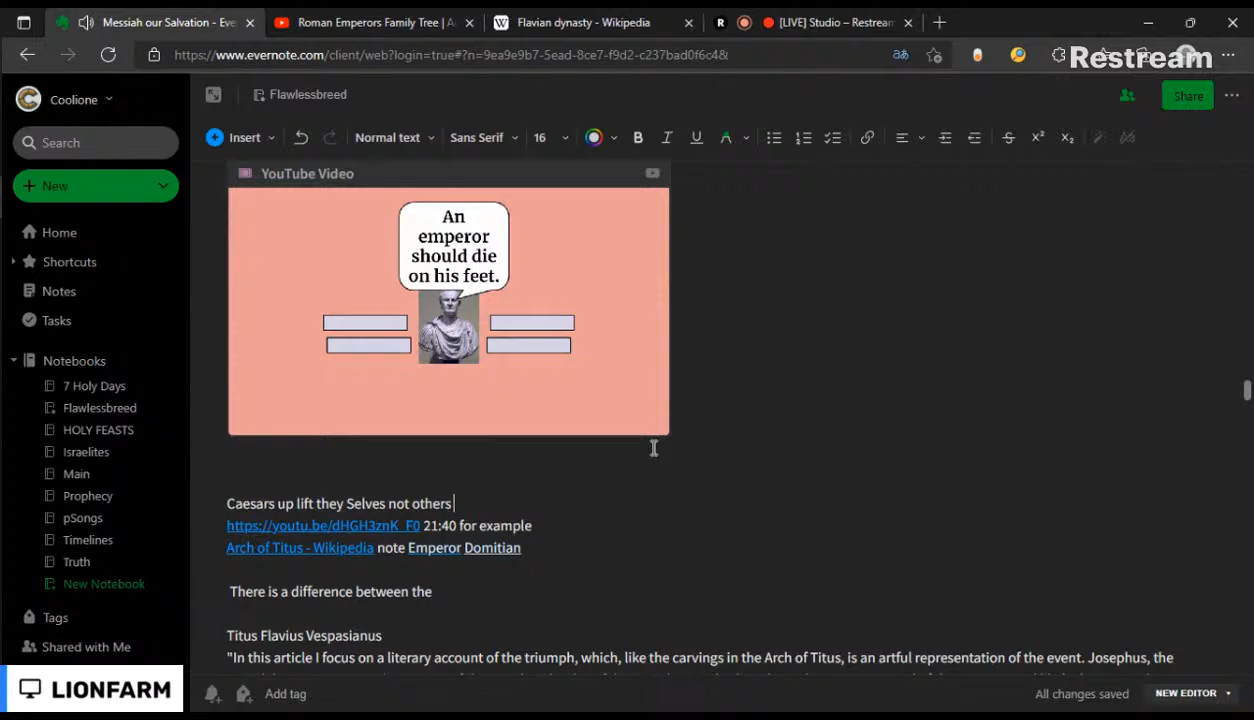 Messiah our Salvation - Eve
Roman Emperors Family Tree | A
Flavian dynasty - Wikipedia
R
[LIVE] Studio – Restream
https://www.evernote.com/client/web?login=true#?n=9ea9e9b7-5ead-8ce7-f9d2-c237bad0f6c4&
Restream
Coolione
Flawlessbreed
Share
Search
Insert
Normal text
Sans Serif
16
B I U A
New
Home
Shortcuts
Notes
Tasks
Notebooks
7 Holy Days
Flawlessbreed
HOLY FEASTS
Israelites
Main
Prophecy
pSongs
Timelines
Truth
New Notebook
Tags
Shared with Me
LIONFARM
YouTube Video
An
emperor
should die
on his feet.
Caesars up lift they Selves not others
https://youtu.be/dHGH3znK_F0 21:40 for example
Arch of Titus - Wikipedia note Emperor Domitian
There is a difference between the
Titus Flavius Vespasianus
"In this article I focus on a literary account of the triumph, which, like the carvings in the Arch of Titus, is an artful representation of the event. Josephus, the
Add tag
All changes saved
NEW EDITOR